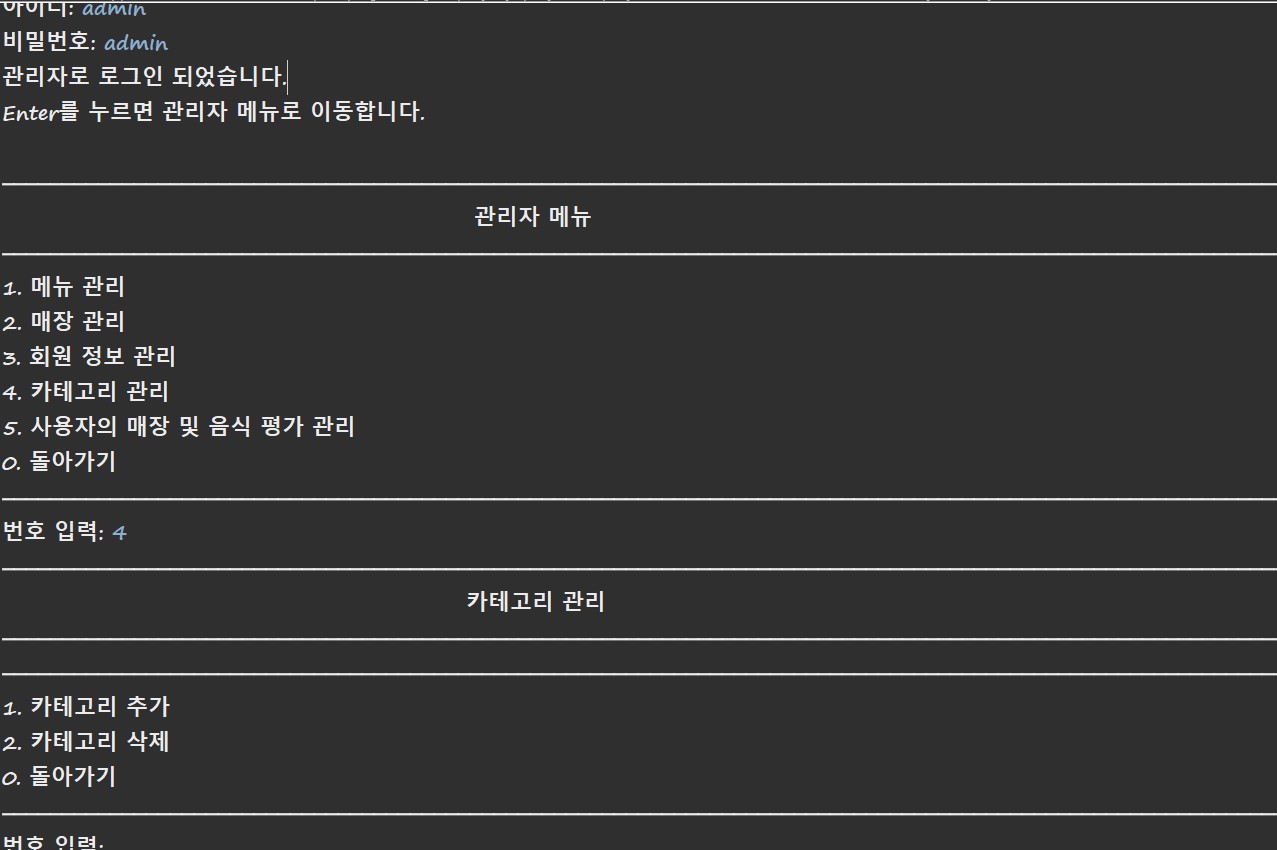 아이디: admin
비밀번호: admin
관리자로 로그인 되었습니다.
Enter를 누르면 관리자 메뉴로 이동합니다.
관리자 메뉴
1. 메뉴 관리
2. 매장 관리
3. 회원 정보 관리
4. 카테고리 관리
5. 사용자의 매장 및 음식 평가 관리
0. 돌아가기
번호 입력: 4
카테고리 관리
1. 카테고리 추가
2. 카테고리 삭제
0. 돌아가기
번호 입력: